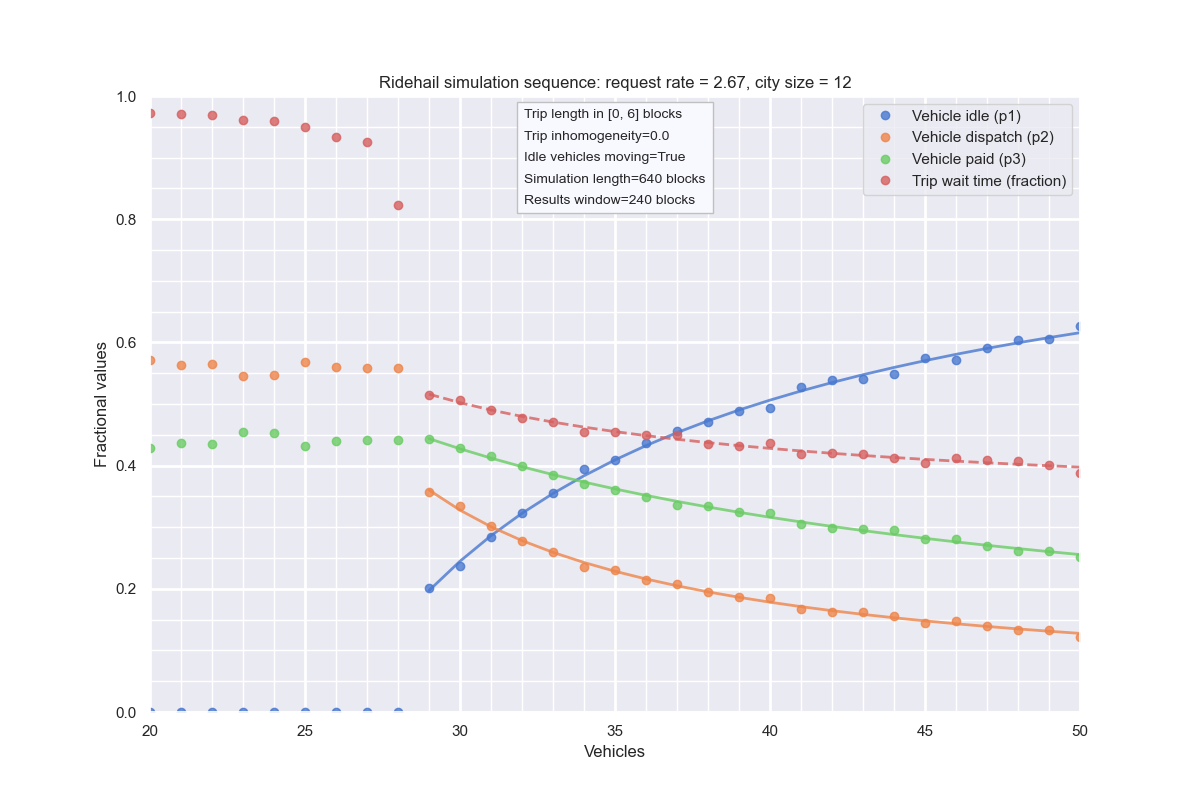 Ridehail simulation sequence: request rate = 2.67, city size = 12
Trip length in [0, 6] blocks
Trip inhomogeneity=0.0
Idle vehicles moving=True
Simulation length=640 blocks
Results window=240 blocks
Vehicle idle (p1)
Vehicle dispatch (p2)
Vehicle paid (p3)
Trip wait time (fraction)
Fractional values
1.0
0.8
0.6
0.4
0.2
0.0
20
25
30
35
40
45
50
Vehicles